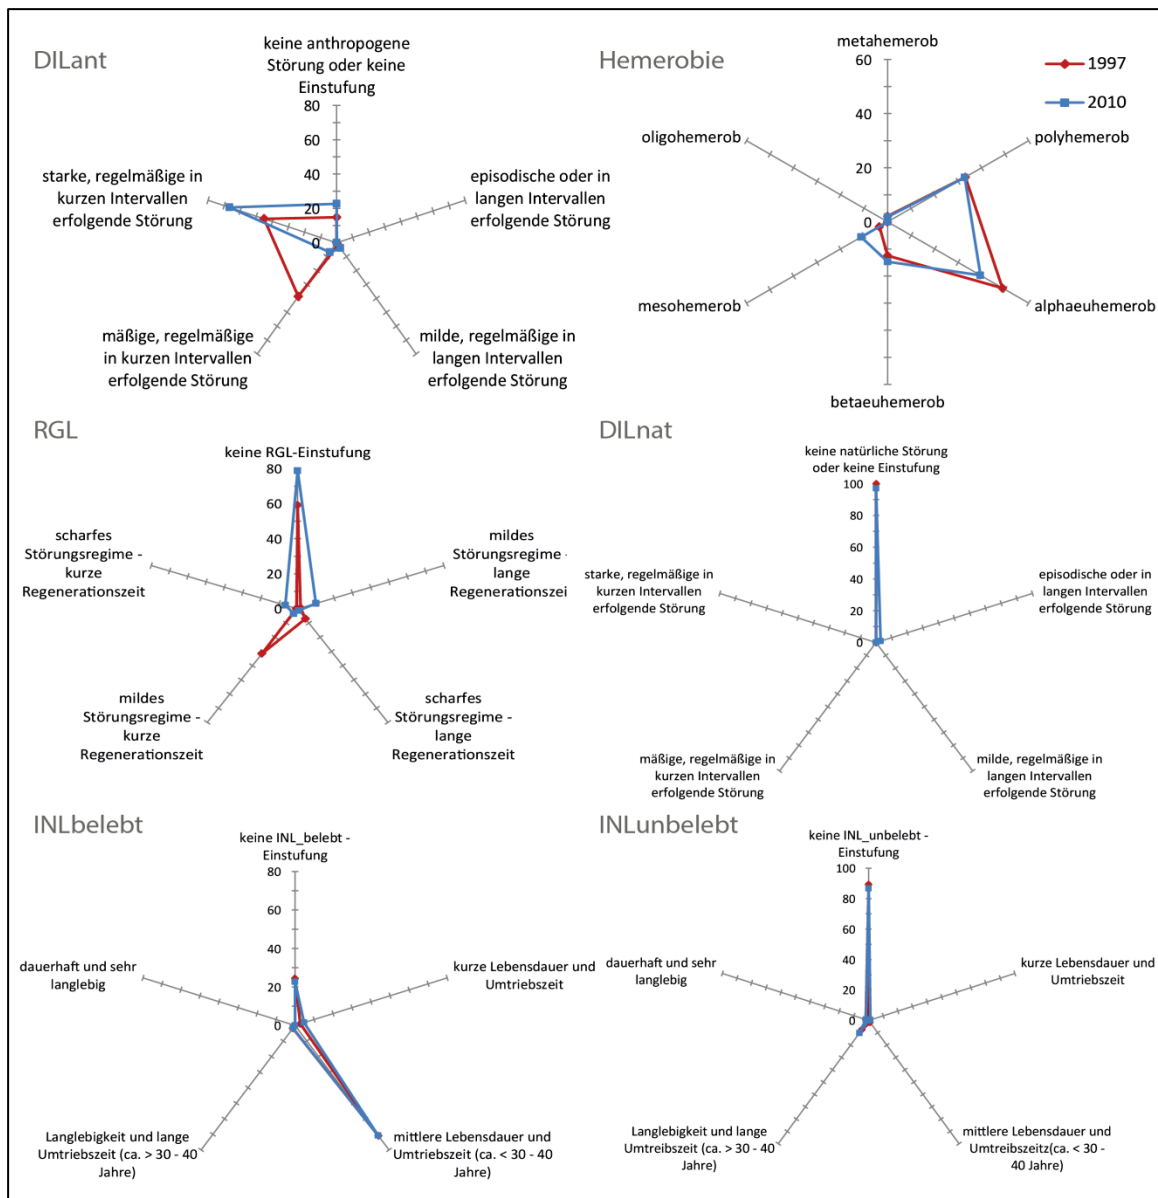 DILant
keine anthropogene
Störung oder keine
Einstufung
80
60
40
20
0
starke, regelmäßige in
kurzen Intervallen
erfolgende Störung
episodische oder in
langen Intervallen
erfolgende Störung
mäßige, regelmäßige
in kurzen Intervallen
erfolgende Störung
milde, regelmäßige in
langen Intervallen
erfolgende Störung
Hemerobie
metahemerob
60
40
20
0
1997
2010
oligohemerob
polyhemerob
mesohemerob
alphaeuhemerob
betaeuhemerob
RGL
keine RGL-Einstufung
80
60
40
20
0
scharfes
Störungsregime -
kurze
Regenerationszeit
mildes
Störungsregime -
lange
Regenerationszeit
mildes
Störungsregime -
kurze
Regenerationszeit
scharfes
Störungsregime -
lange
Regenerationszeit
DILnat
keine natürliche Störung
oder keine Einstufung
100
80
60
40
20
0
starke, regelmäßige in
kurzen Intervallen
erfolgende Störung
episodische oder in
langen Intervallen
erfolgende Störung
mäßige, regelmäßige in
kurzen Intervallen
erfolgende Störung
milde, regelmäßige in
langen Intervallen
erfolgende Störung
INLbelebt
keine INL_belebt -
Einstufung
80
60
40
20
0
dauerhaft und sehr
langlebig
kurze Lebensdauer und
Umtriebszeit
Langlebigkeit und lange
Umtriebszeit (ca. > 30 - 40
Jahre)
mittlere Lebensdauer und
Umtriebszeit (ca. < 30 - 40
Jahre)
INLunbelebt
keine INL_unbelebt -
Einstufung
100
80
60
40
20
0
dauerhaft und sehr
langlebig
kurze Lebensdauer und
Umtriebszeit
Langlebigkeit und lange
Umtriebszeit (ca. > 30 - 40
Jahre)
mittlere Lebensdauer und
Umtreibszeitz(ca. < 30 -
40 Jahre)